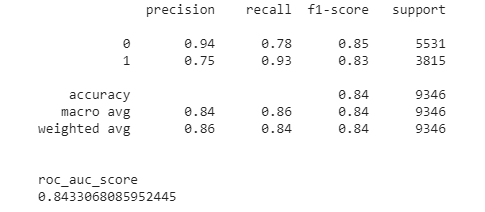 precision recall f1-score support
0 0.94 0.78 0.85 5531
1 0.75 0.93 0.83 3815
accuracy 0.84 9346
macro avg 0.84 0.86 0.84 9346
weighted avg 0.86 0.84 0.84 9346
roc_auc_score
0.8433068085952445